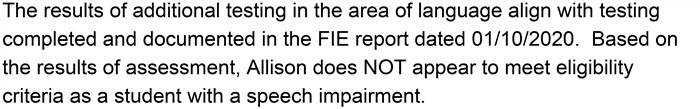 The results of additional testing in the area of language align with testing
completed and documented in the FIE report dated 01/10/2020.  Based on
the results of assessment, Allison does NOT appear to meet eligibility
criteria as a student with a speech impairment.